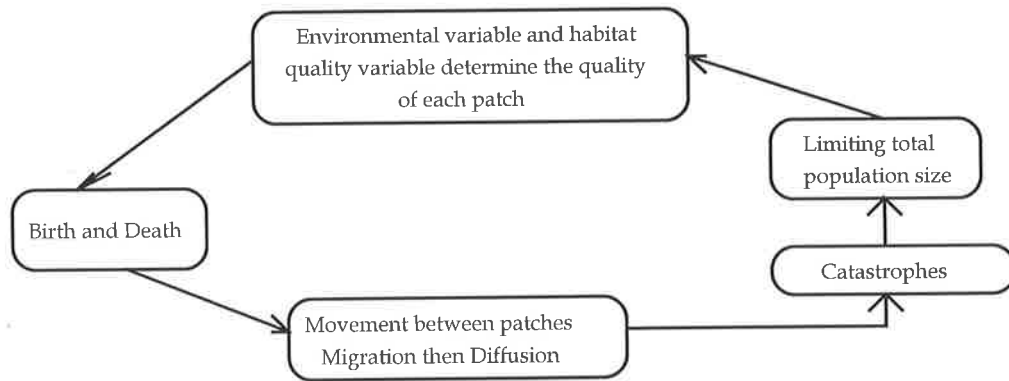 Environmental variable and habitat
quality variable determine the quality
of each patch
Limiting total
population size
Birth and Death
Catastrophes
Movement between patches
Migration then Diffusion